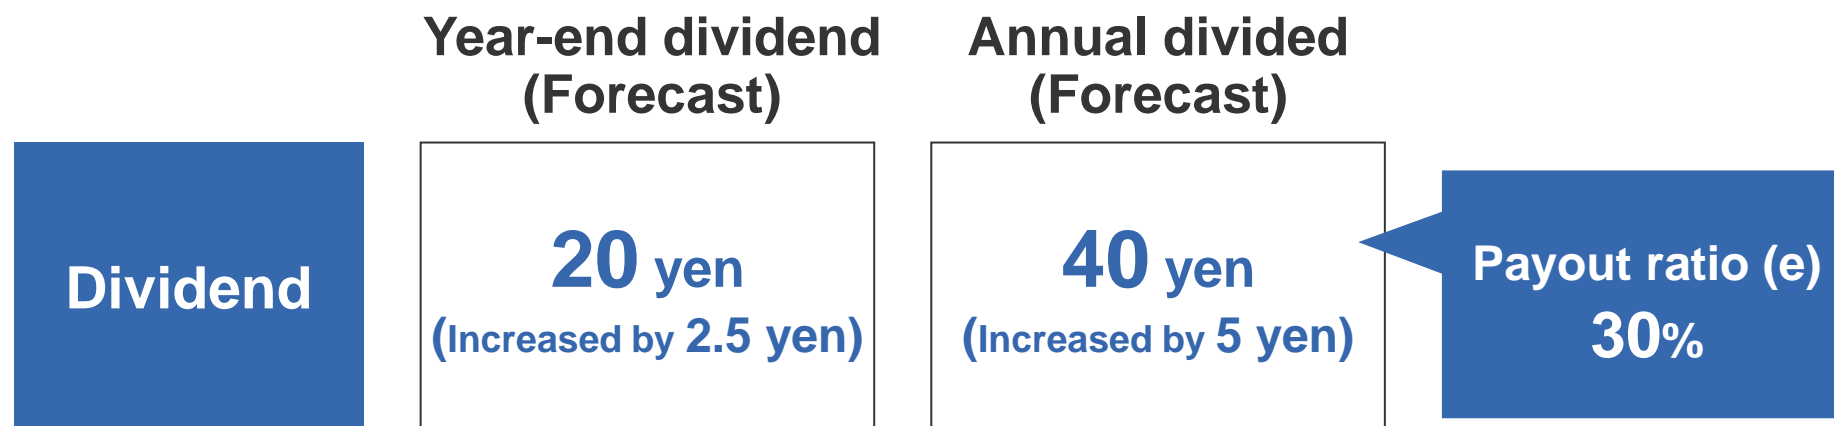 Year-end dividend
(Forecast)
Annual divided
(Forecast)
Dividend
20 yen
(Increased by 2.5 yen)
40 yen
(Increased by 5 yen)
Payout ratio (e)
30%